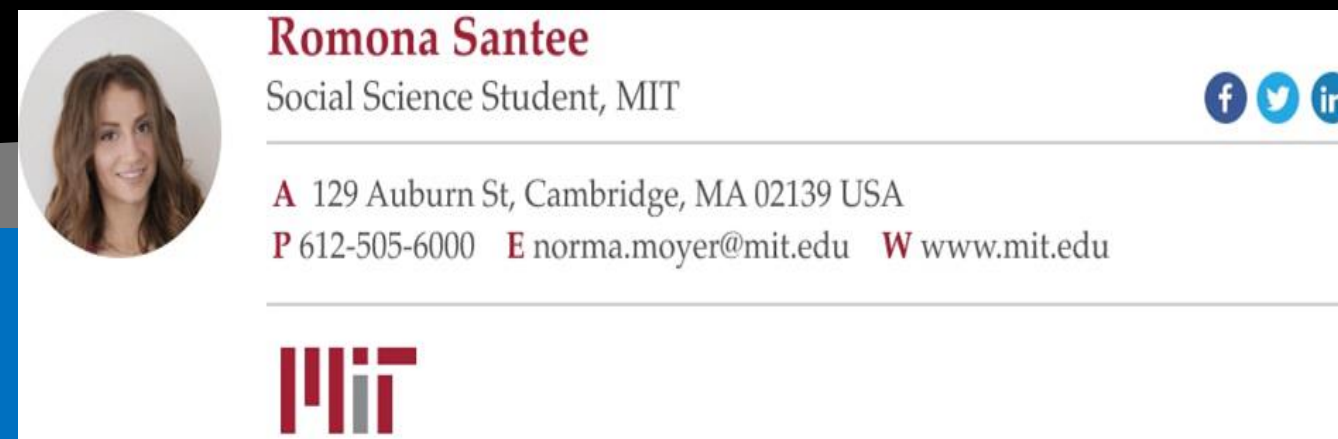 Romona Santee
Social Science Student, MIT
A 129 Auburn St, Cambridge, MA 02139 USA
P 612-505-6000 E norma.moyer@mit.edu W www.mit.edu
MiT